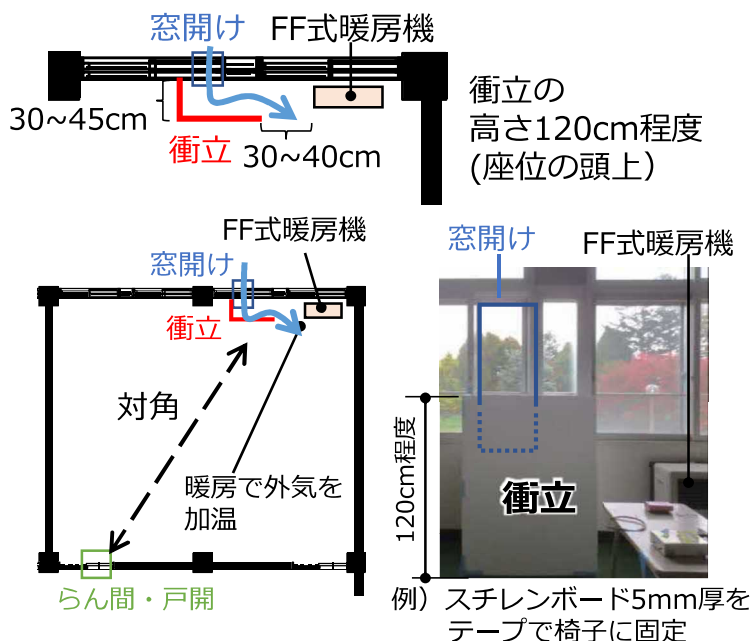 窓開け
FF式暖房機
30~45cm
衝立
30~40cm
衝立の
高さ120cm程度
(座位の頭上）
FF式暖房機
窓開け
衝立
対角
暖房で外気を
加温
らん間・戸開
窓開け
FF式暖房機
120cm程度
衝立
例）スチレンボード5mm厚を
テープで椅子に固定